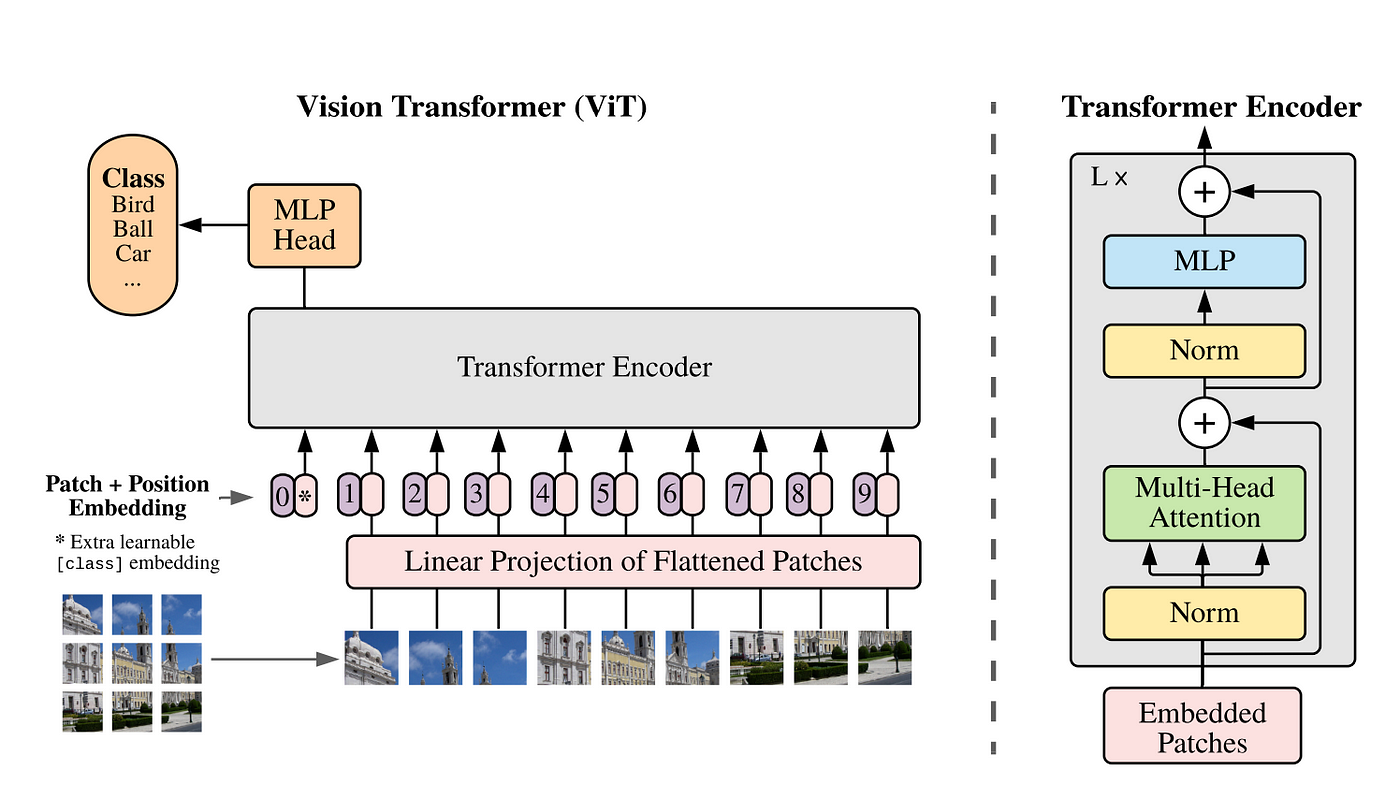 Vision Transformer (ViT)
Class
Bird
Ball
Car
...
MLP
Head
Transformer Encoder
Patch + Position
Embedding
0 * 1 2 3 4 5 6 7 8 9
* Extra learnable
[class] embedding
Linear Projection of Flattened Patches
Transformer Encoder
L x
+
MLP
Norm
+
Multi-Head
Attention
Norm
Embedded
Patches